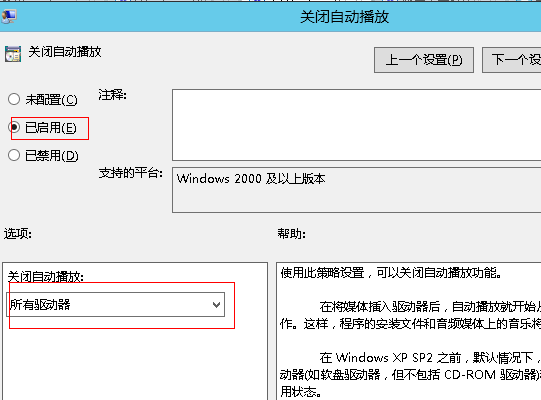 关闭自动播放
关闭自动播放
上一个设置(P)
下一个设
未配置(C)
注释:
已启用(E)
已禁用(D)
支持的平台:
Windows 2000 及以上版本
选项:
帮助:
关闭自动播放:
所有驱动器
使用此策略设置，可以关闭自动播放功能。
在将媒体插入驱动器后，自动播放就开始从
作。这样，程序的安装文件和音频媒体上的音乐将
在 Windows XP SP2 之前，默认情况下，
动器(如软盘驱动器，但不包括 CD-ROM 驱动器)
用状态。